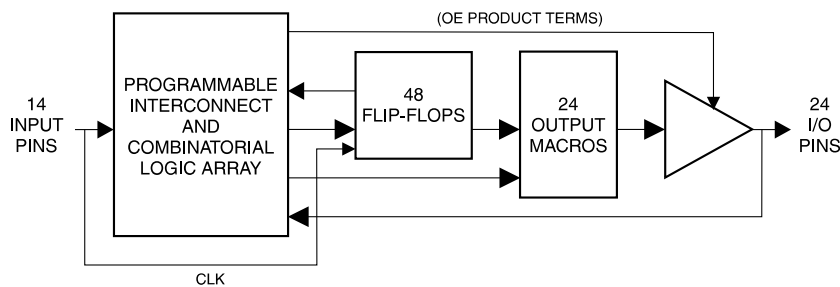 (OE PRODUCT TERMS)
14
INPUT
PINS
PROGRAMMABLE
INTERCONNECT
AND
COMBINATORIAL
LOGIC ARRAY
48
FLIP-FLOPS
24
OUTPUT
MACROS
24
I/O
PINS
CLK